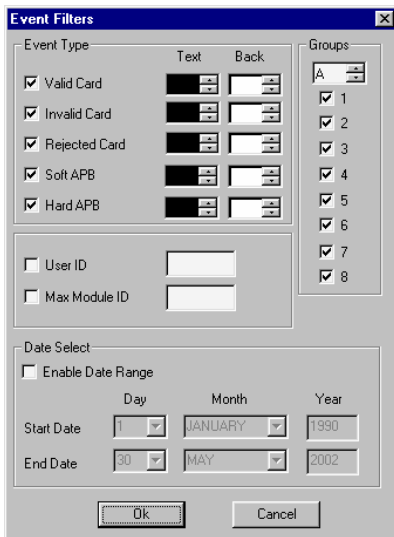 Event Filters
Event Type
Text Back
Valid Card
Invalid Card
Rejected Card
Soft APB
Hard APB
Groups
A
1
2
3
4
5
6
7
8
User ID
Max Module ID
Date Select
Enable Date Range
Day Month Year
Start Date 1 JANUARY 1990
End Date 30 MAY 2002
Ok Cancel